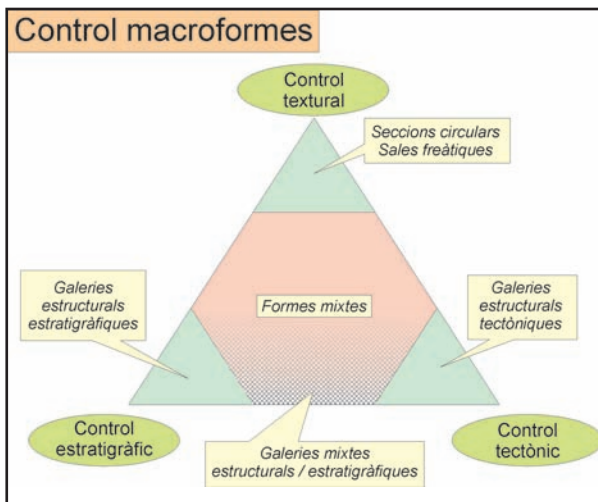 Control macroformes
Control
textural
Seccions circulars
Sales freàtiques
Galeries
estructurals
estratigràfiques
Formes mixtes
Galeries
estructurals
tectòniques
Control
estratigràfic
Galeries mixtes
estructurals / estratigràfiques
Control
tectònic